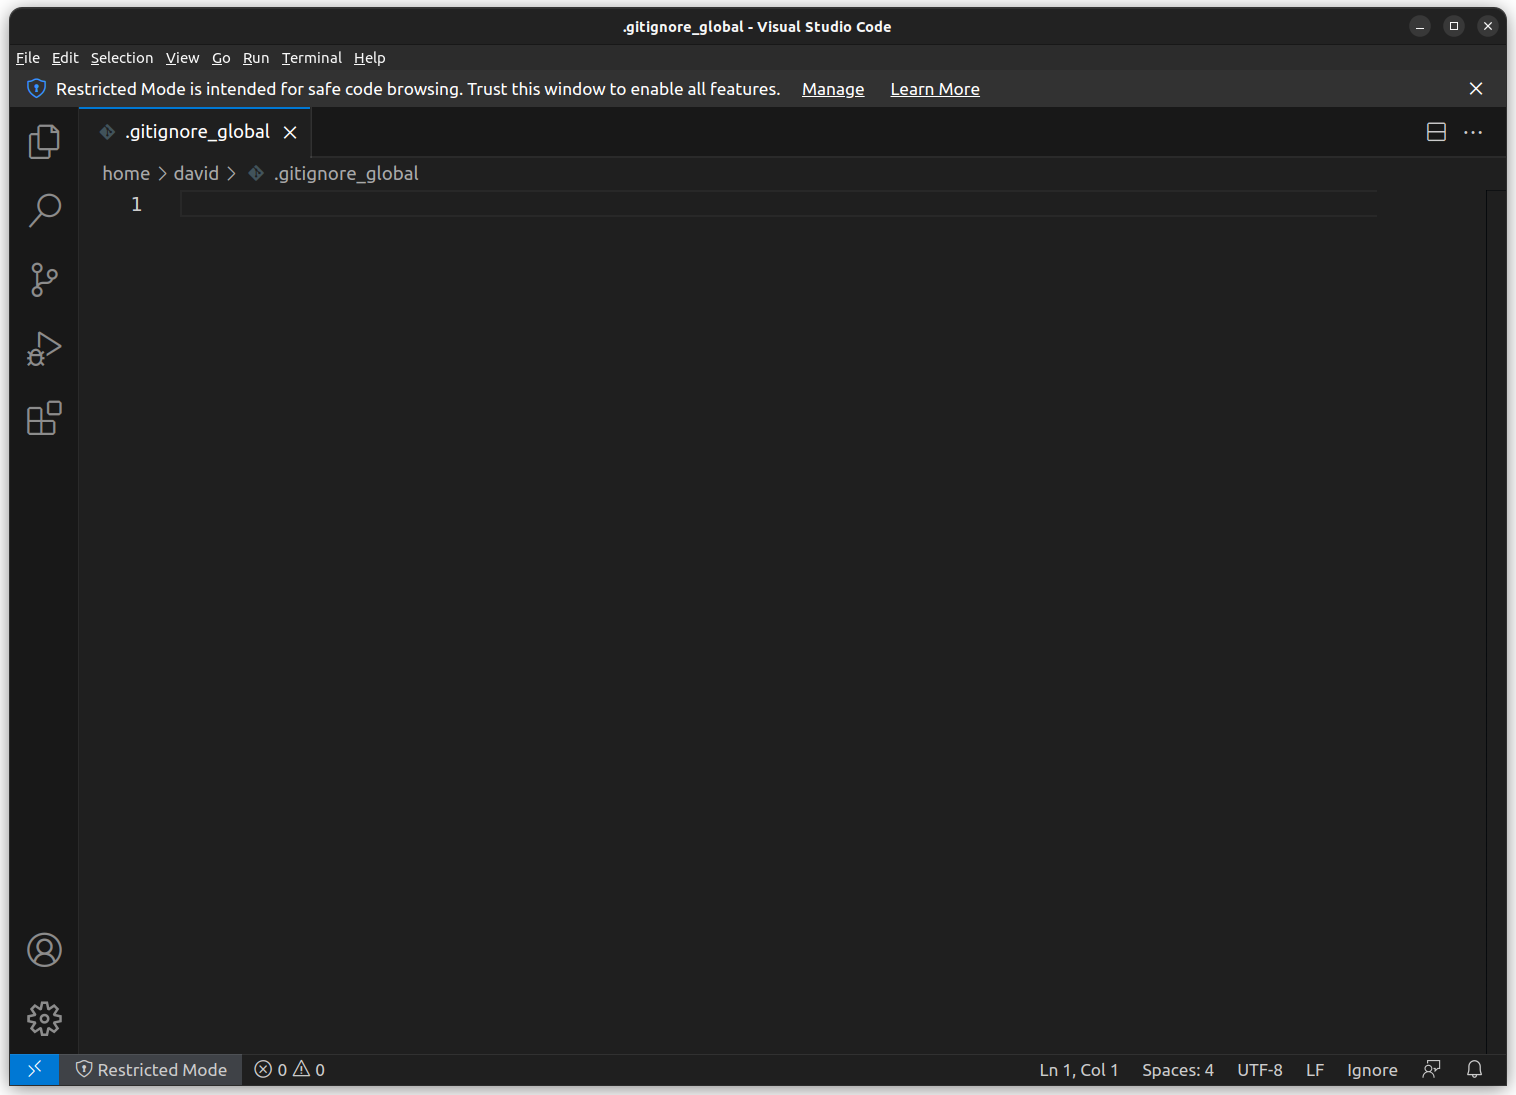 .gitignore_global - Visual Studio Code
File Edit Selection View Go Run Terminal Help
Restricted Mode is intended for safe code browsing. Trust this window to enable all features. Manage Learn More
.gitignore_global
home > david > .gitignore_global
1
Restricted Mode 0 0 Ln 1, Col 1 Spaces: 4 UTF-8 LF Ignore